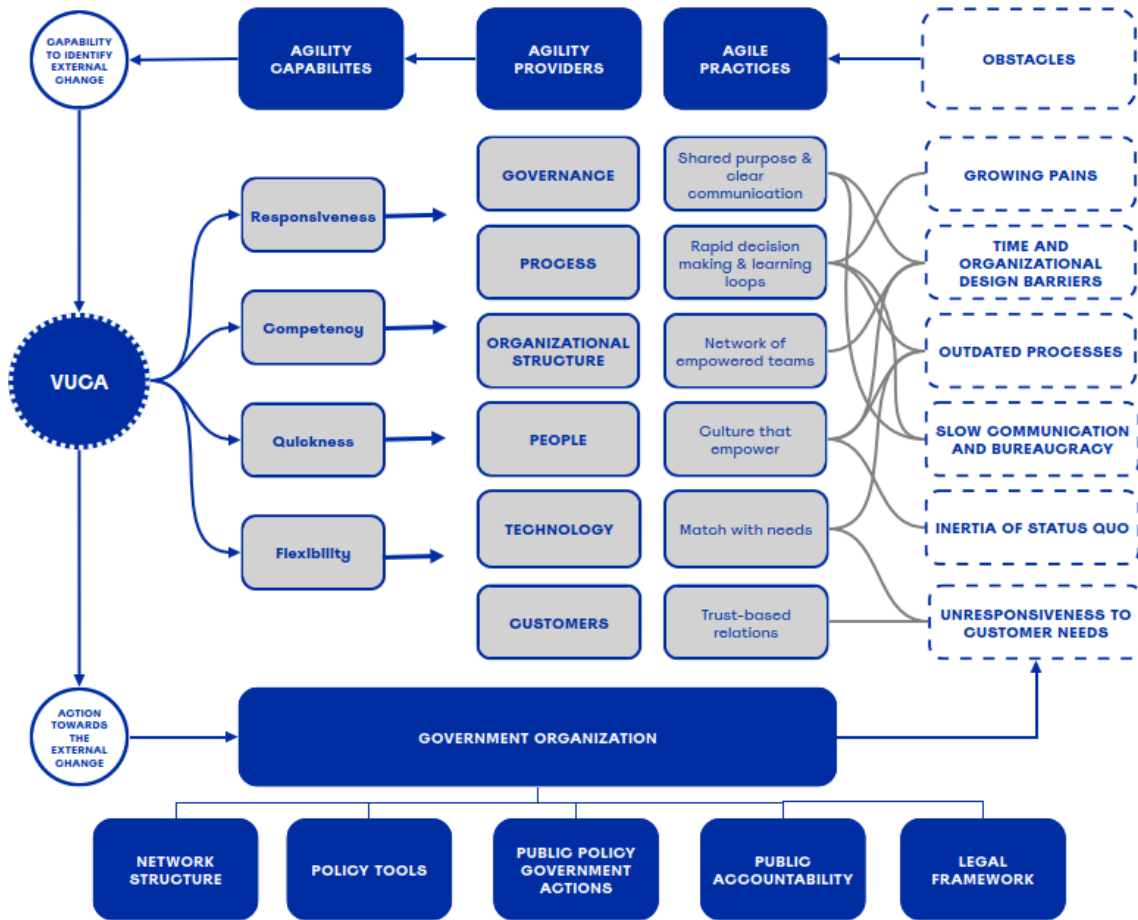 CAPABILITY
TO IDENTIFY
EXTERNAL
CHANGE
AGILITY
CAPABILITES
AGILITY
PROVIDERS
AGILE
PRACTICES
OBSTACLES
GOVERNANCE
Shared purpose &
clear
communication
GROWING PAINS
Responsiveness
PROCESS
Rapid decision
making & learning
loops
TIME AND
ORGANIZATIONAL
DESIGN BARRIERS
Competency
ORGANIZATIONAL
STRUCTURE
Network of
empowered teams
OUTDATED PROCESSES
VUCA
Quickness
PEOPLE
Culture that
empower
SLOW COMMUNICATION
AND BUREAUCRACY
Flexibility
TECHNOLOGY
Match with needs
INERTIA OF STATUS QUO
CUSTOMERS
Trust-based
relations
UNRESPONSIVENESS TO
CUSTOMER NEEDS
ACTION
TOWARDS
THE
EXTERNAL
CHANGE
GOVERNMENT ORGANIZATION
NETWORK
STRUCTURE
POLICY TOOLS
PUBLIC POLICY
GOVERNMENT
ACTIONS
PUBLIC
ACCOUNTABILITY
LEGAL
FRAMEWORK